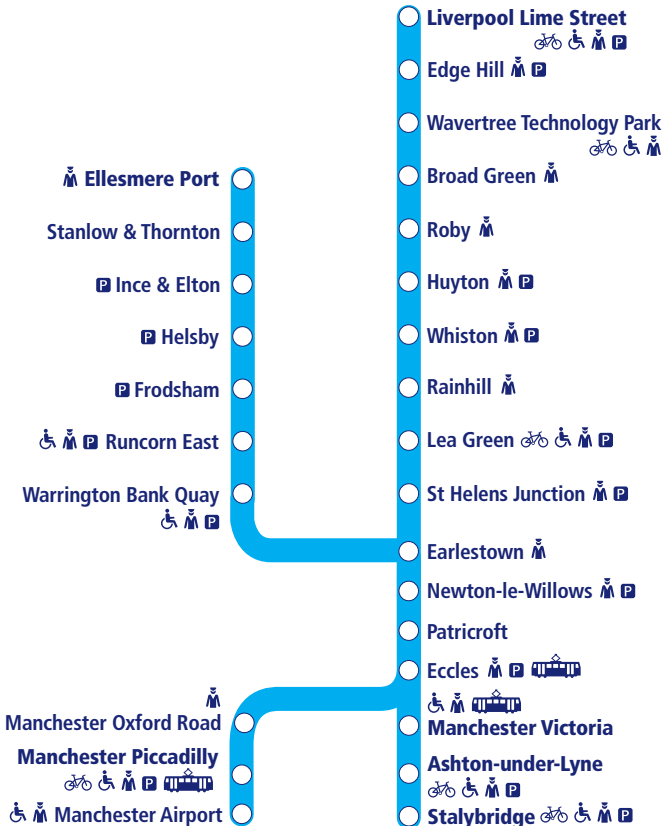 Liverpool Lime Street
P
Edge Hill P
Wavertree Technology Park
Ellesmere Port
Broad Green
Stanlow & Thornton
Roby
P Ince & Elton
Huyton P
P Helsby
Whiston P
P Frodsham
Rainhill
P Runcorn East
Lea Green P
Warrington Bank Quay
P
St Helens Junction P
Earlestown
Newton-le-Willows P
Patricroft
Eccles P
Manchester Oxford Road
Manchester Victoria
Manchester Piccadilly
P
Ashton-under-Lyne
P
Manchester Airport
Stalybridge P